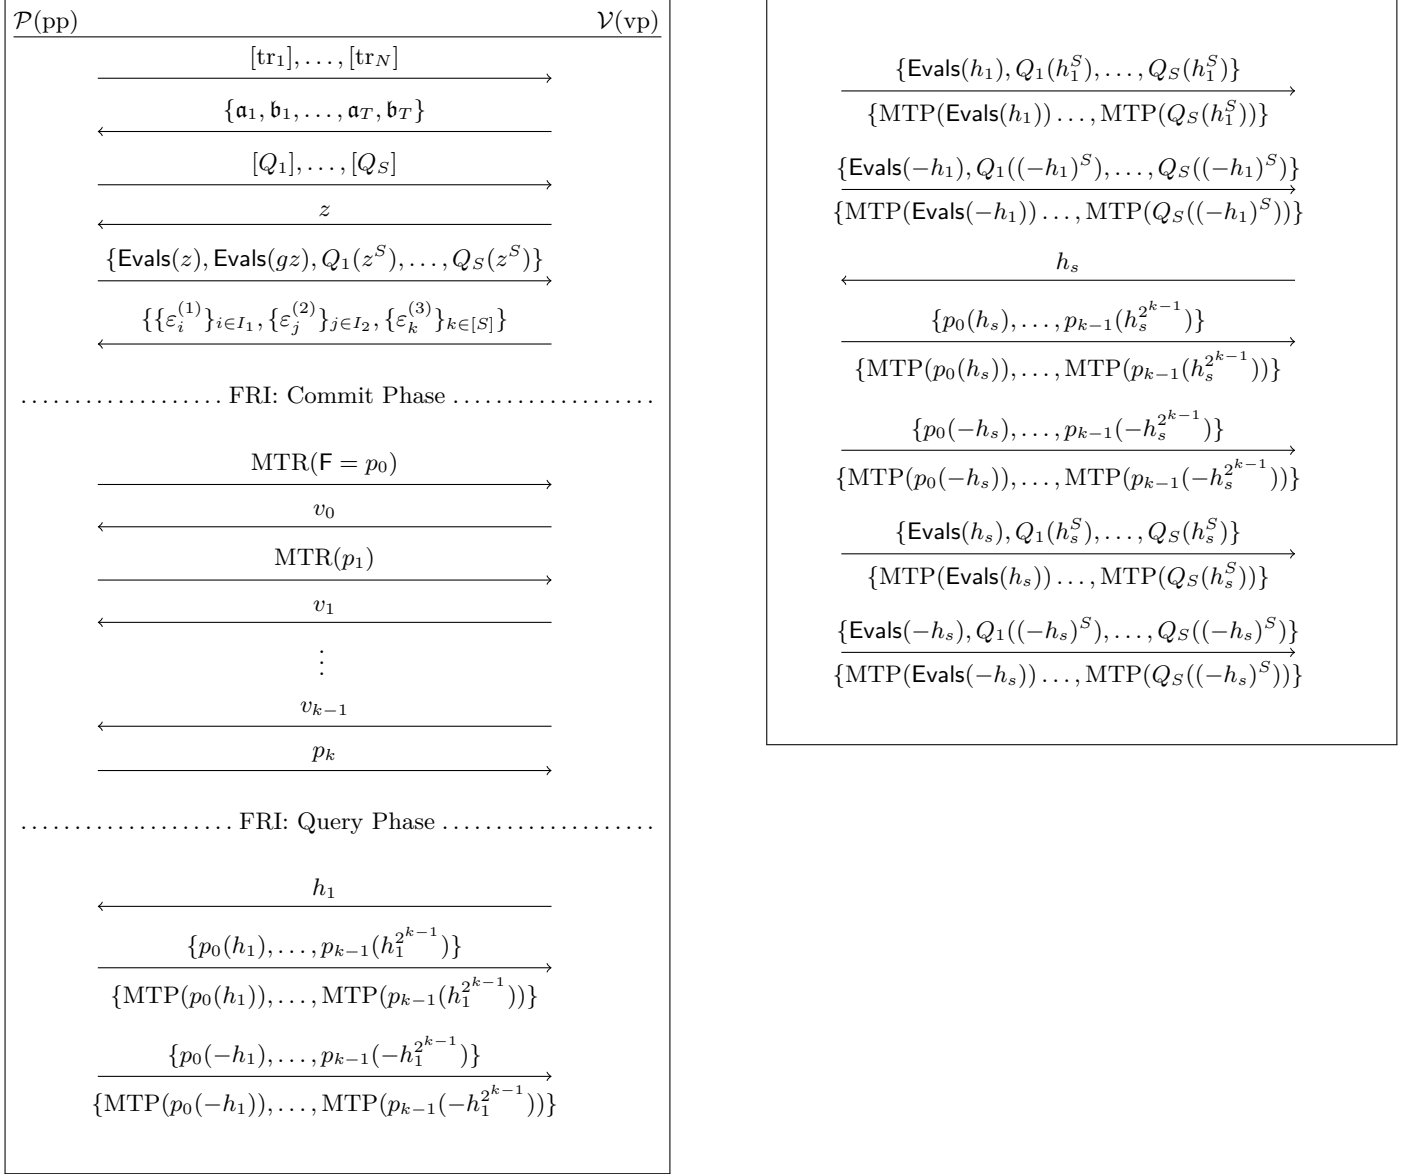 𝒫(pp) 𝒱(vp)
[tr₁], …, [tr_N]
{𝔞₁, 𝔟₁, …, 𝔞_T, 𝔟_T}
[Q₁], …, [Q_S]
z
{Evals(z), Evals(gz), Q₁(z^S), …, Q_S(z^S)}
{{ε_i^{(1)}}_{i∈I₁}, {ε_j^{(2)}}_{j∈I₂}, {ε_k^{(3)}}_{k∈[S]}}
................... FRI: Commit Phase ...................
MTR(F = p₀)
v₀
MTR(p₁)
v₁
⋮
v_{k−1}
p_k
.................... FRI: Query Phase ....................
h₁
{p₀(h₁), …, p_{k−1}(h₁^{2^{k−1}})}
{MTP(p₀(h₁)), …, MTP(p_{k−1}(h₁^{2^{k−1}}))}
{p₀(−h₁), …, p_{k−1}(−h₁^{2^{k−1}})}
{MTP(p₀(−h₁)), …, MTP(p_{k−1}(−h₁^{2^{k−1}}))}
{Evals(h₁), Q₁(h₁^S), …, Q_S(h₁^S)}
{MTP(Evals(h₁)) …, MTP(Q_S(h₁^S))}
{Evals(−h₁), Q₁((−h₁)^S), …, Q_S((−h₁)^S)}
{MTP(Evals(−h₁)) …, MTP(Q_S((−h₁)^S))}
h_s
{p₀(h_s), …, p_{k−1}(h_s^{2^{k−1}})}
{MTP(p₀(h_s)), …, MTP(p_{k−1}(h_s^{2^{k−1}}))}
{p₀(−h_s), …, p_{k−1}(−h_s^{2^{k−1}})}
{MTP(p₀(−h_s)), …, MTP(p_{k−1}(−h_s^{2^{k−1}}))}
{Evals(h_s), Q₁(h_s^S), …, Q_S(h_s^S)}
{MTP(Evals(h_s)) …, MTP(Q_S(h_s^S))}
{Evals(−h_s), Q₁((−h_s)^S), …, Q_S((−h_s)^S)}
{MTP(Evals(−h_s)) …, MTP(Q_S((−h_s)^S))}